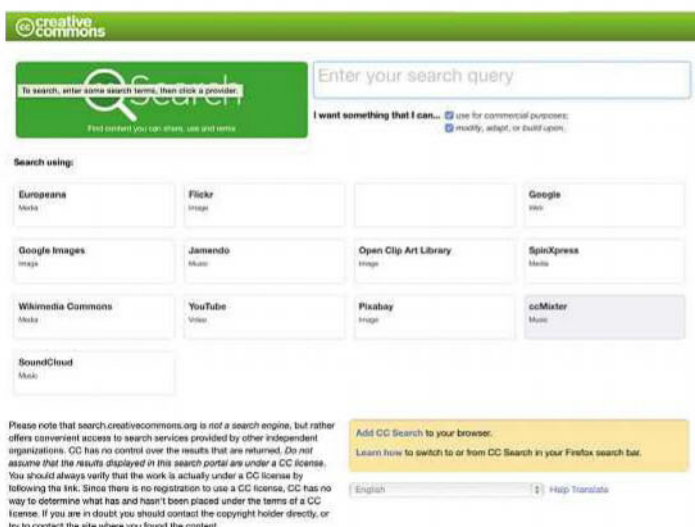 cc creative
commons
Search
To search, enter some search terms, then click a provider.
Find content you can share, use and remix
Enter your search query
I want something that I can... use for commercial purposes;
modify, adapt, or build upon.
Search using:
Europeana
Media
Flickr
Image
Google
Web
Google Images
Image
Jamendo
Music
Open Clip Art Library
Image
SpinXpress
Media
Wikimedia Commons
Media
YouTube
Video
Pixabay
Image
ccMixter
Music
SoundCloud
Music
Please note that search.creativecommons.org is not a search engine, but rather
offers convenient access to search services provided by other independent
organizations. CC has no control over the results that are returned. Do not
assume that the results displayed in this search portal are under a CC license.
You should always verify that the work is actually under a CC license by
following the link. Since there is no registration to use a CC license, CC has no
way to determine what has and hasn't been placed under the terms of a CC
license. If you are in doubt you should contact the copyright holder directly, or
try to contact the site where you found the content.
Add CC Search to your browser.
Learn how to switch to or from CC Search in your Firefox search bar.
English
Help Translate